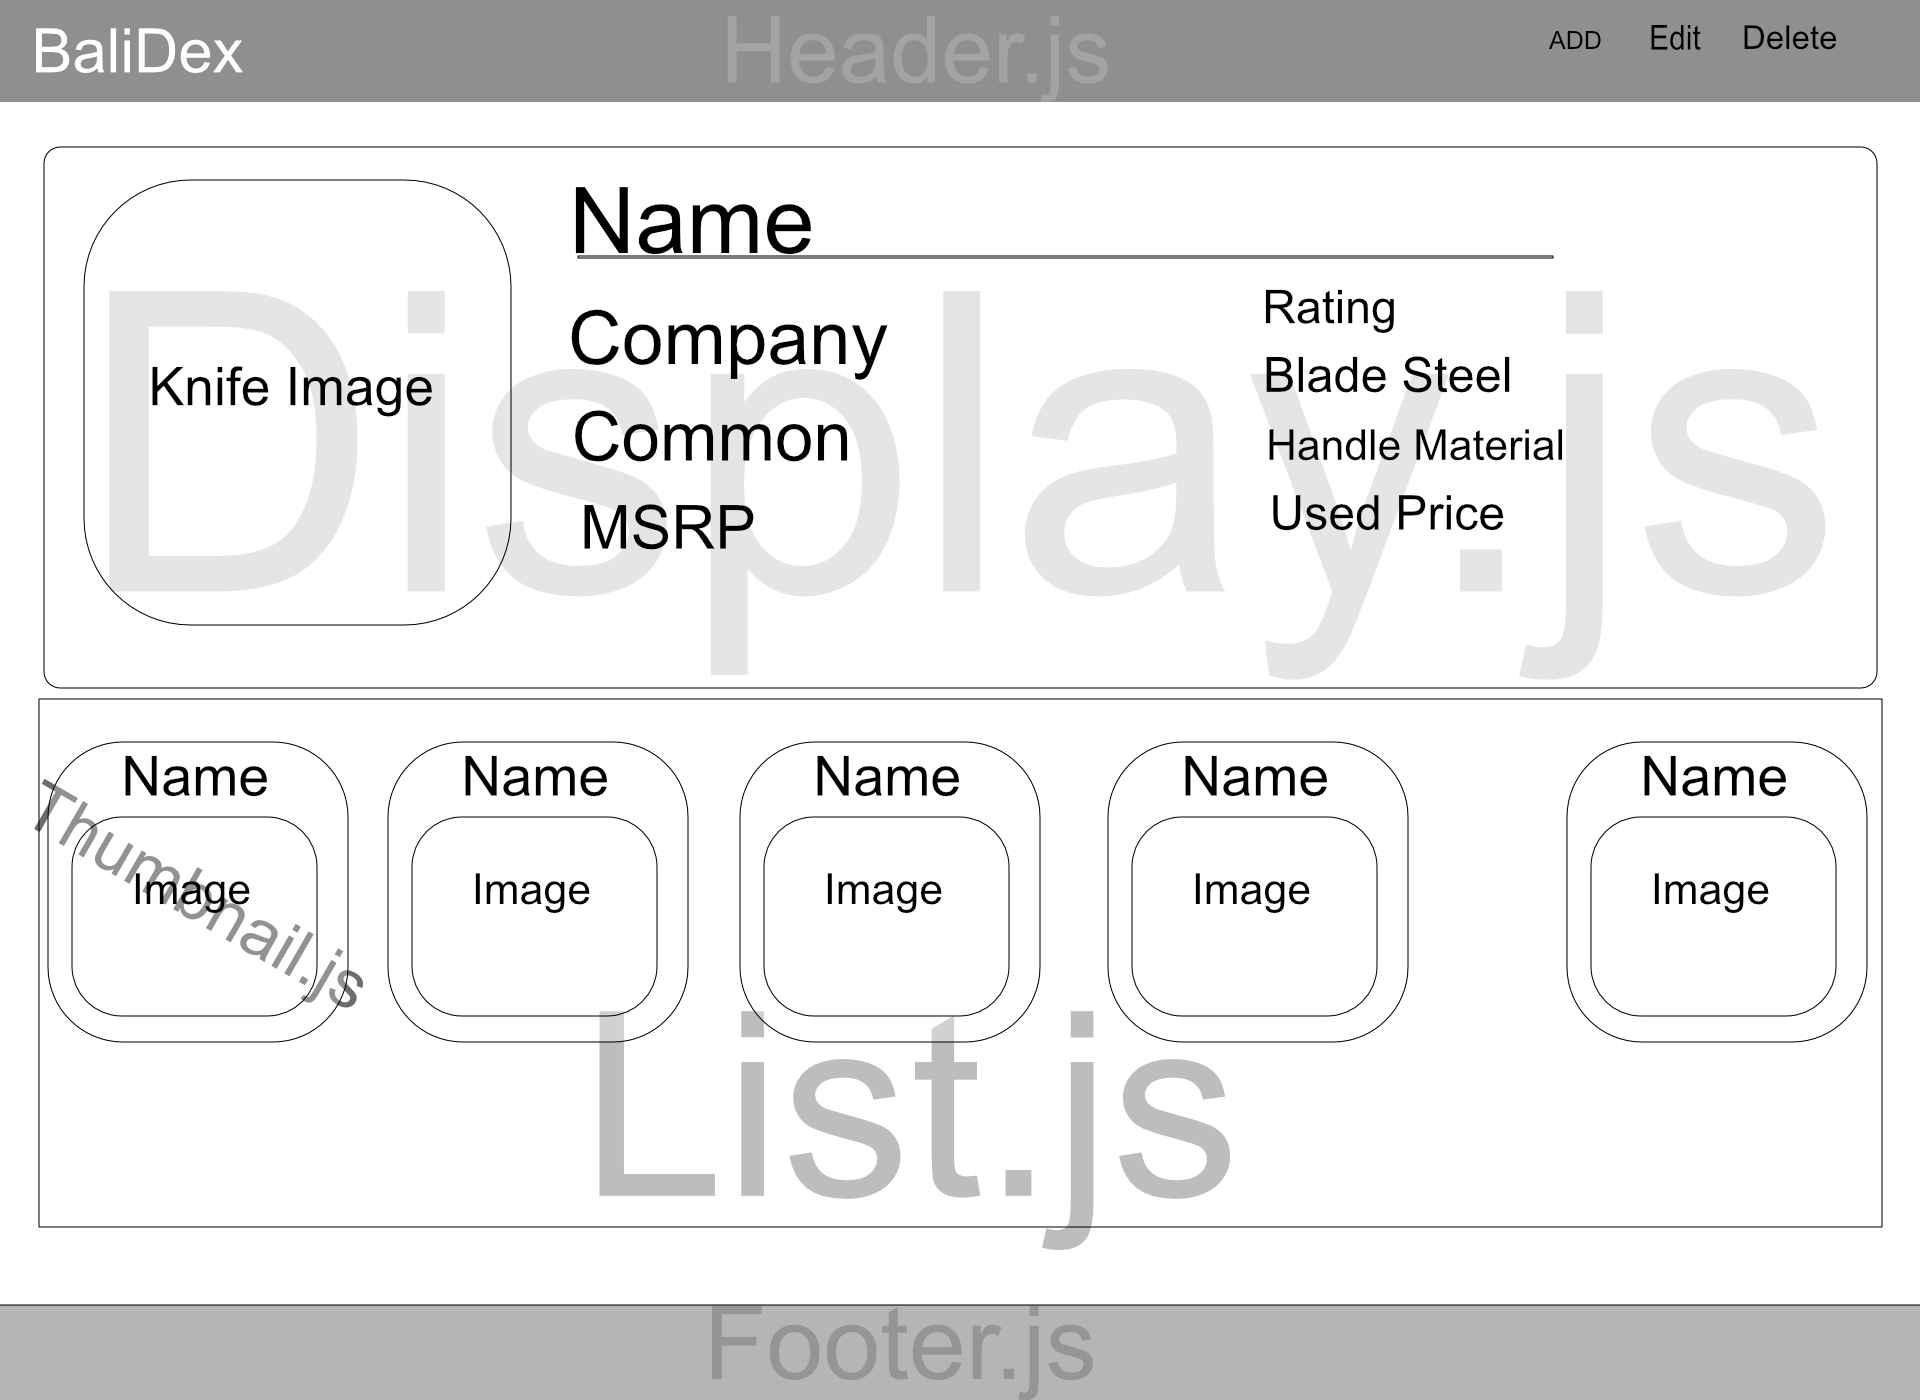 BaliDex
Header.js
ADD
Edit
Delete
Name
Knife Image
Company
Common
MSRP
Rating
Blade Steel
Handle Material
Used Price
Display.js
Name
Name
Name
Name
Name
Image
Image
Image
Image
Image
Thumbnail.js
List.js
Footer.js